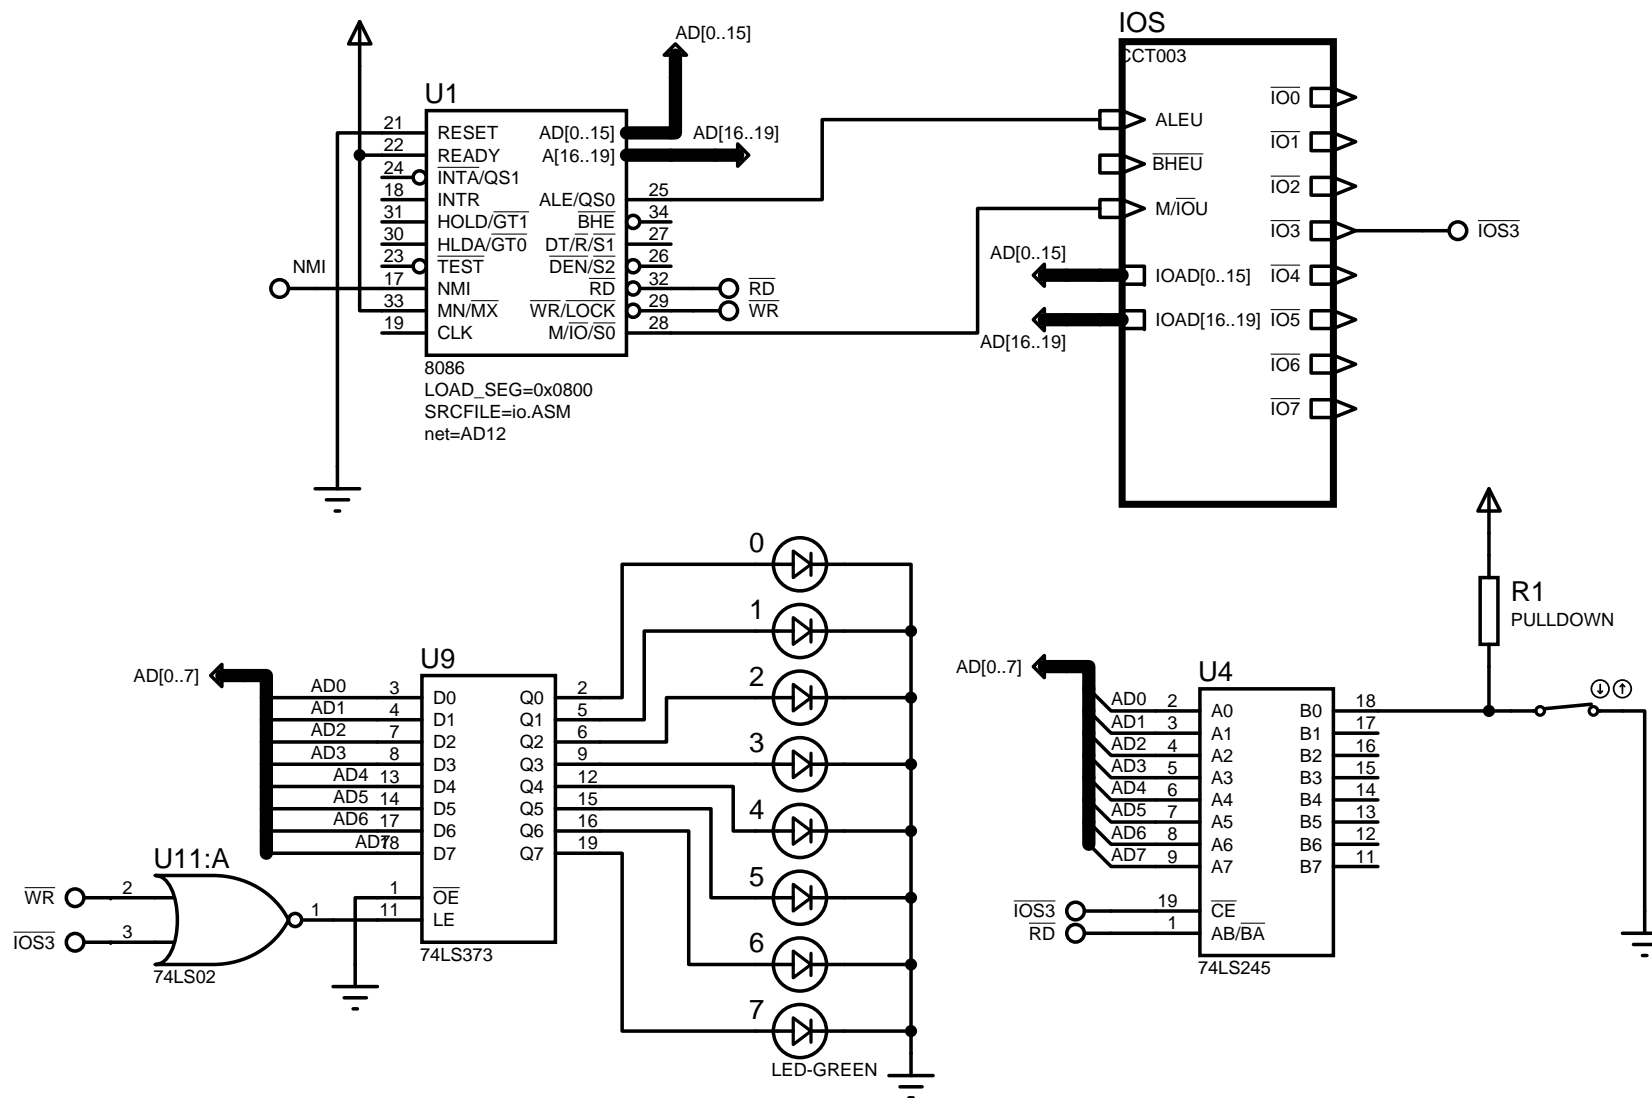 AD[0..15]
IOS
CCT003
U1
21 RESET AD[0..15]
AD[16..19]
22 READY A[16..19]
24 INTA/QS1
18 INTR ALE/QS0 25
31 HOLD/GT1 BHE 34
30 HLDA/GT0 DT/R/S1 27
23 TEST DEN/S2 26
NMI 17 NMI RD 32 RD
33 MN/MX WR/LOCK 29 WR
19 CLK M/IO/S0 28
8086
LOAD_SEG=0x0800
SRCFILE=io.ASM
net=AD12
ALEU
BHEU
M/IOU
AD[0..15]
IOAD[0..15]
IOAD[16..19]
AD[16..19]
IO0
IO1
IO2
IO3 IOS3
IO4
IO5
IO6
IO7
U9
AD[0..7]
AD0 3 D0 Q0 2
AD1 4 D1 Q1 5
AD2 7 D2 Q2 6
AD3 8 D3 Q3 9
AD4 13 D4 Q4 12
AD5 14 D5 Q5 15
AD6 17 D6 Q6 16
AD7 18 D7 Q7 19
1 OE
11 LE
74LS373
U11:A
WR 2
1
IOS3 3
74LS02
0
1
2
3
4
5
6
7
LED-GREEN
R1
PULLDOWN
AD[0..7]
U4
AD0 2 A0 B0 18
AD1 3 A1 B1 17
AD2 4 A2 B2 16
AD3 5 A3 B3 15
AD4 6 A4 B4 14
AD5 7 A5 B5 13
AD6 8 A6 B6 12
AD7 9 A7 B7 11
IOS3 19 CE
RD 1 AB/BA
74LS245